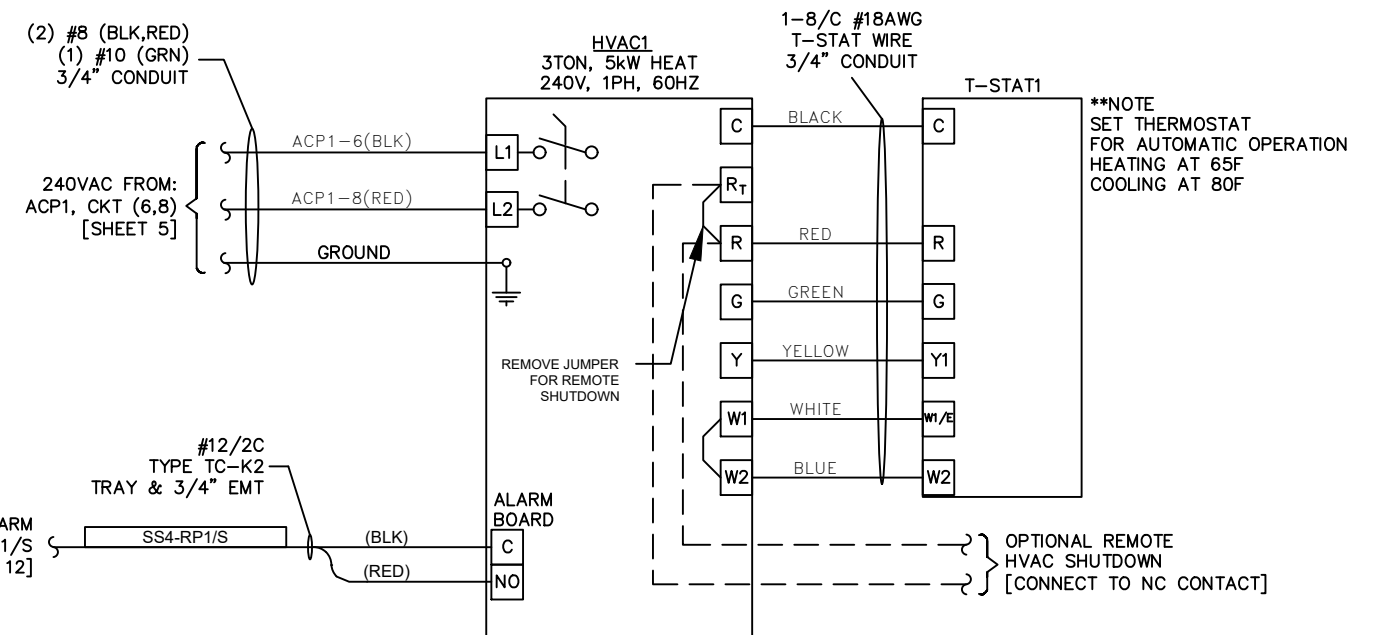 (2) #8 (BLK,RED)
(1) #10 (GRN)
3/4" CONDUIT
HVAC1
3TON, 5kW HEAT
240V, 1PH, 60HZ
1-8/C #18AWG
T-STAT WIRE
3/4" CONDUIT
T-STAT1
**NOTE
SET THERMOSTAT
FOR AUTOMATIC OPERATION
HEATING AT 65F
COOLING AT 80F
240VAC FROM:
ACP1, CKT (6,8)
[SHEET 5]
ACP1-6(BLK)
L1
ACP1-8(RED)
L2
GROUND
C
BLACK
C
RT
R
RED
R
G
GREEN
G
Y
YELLOW
Y1
W1
WHITE
W1/E
W2
BLUE
W2
REMOVE JUMPER
FOR REMOTE
SHUTDOWN
#12/2C
TYPE TC-K2
TRAY & 3/4" EMT
ALARM
BOARD
ARM
1/S
12]
SS4-RP1/S
(BLK)
C
(RED)
NO
OPTIONAL REMOTE
HVAC SHUTDOWN
[CONNECT TO NC CONTACT]